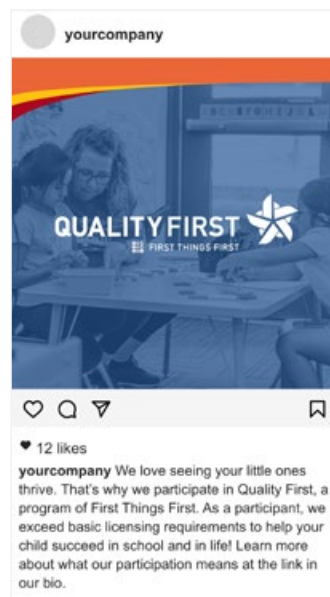 yourcompany
QUALITY FIRST
FIRST THINGS FIRST
12 likes
yourcompany We love seeing your little ones
thrive. That's why we participate in Quality First, a
program of First Things First. As a participant, we
exceed basic licensing requirements to help your
child succeed in school and in life! Learn more
about what our participation means at the link in
our bio.